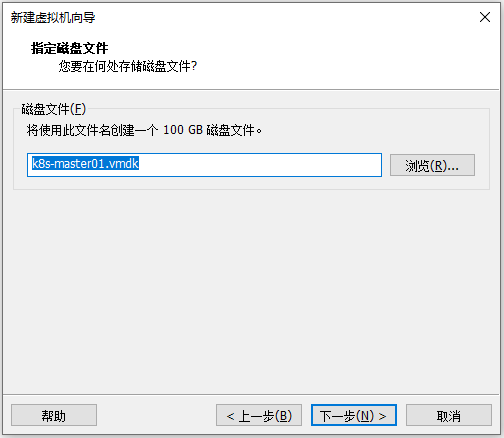 新建虚拟机向导
指定磁盘文件
您要在何处存储磁盘文件?
磁盘文件(F)
将使用此文件名创建一个 100 GB 磁盘文件。
k8s-master01.vmdk
浏览(R)...
帮助
< 上一步(B)
下一步(N) >
取消